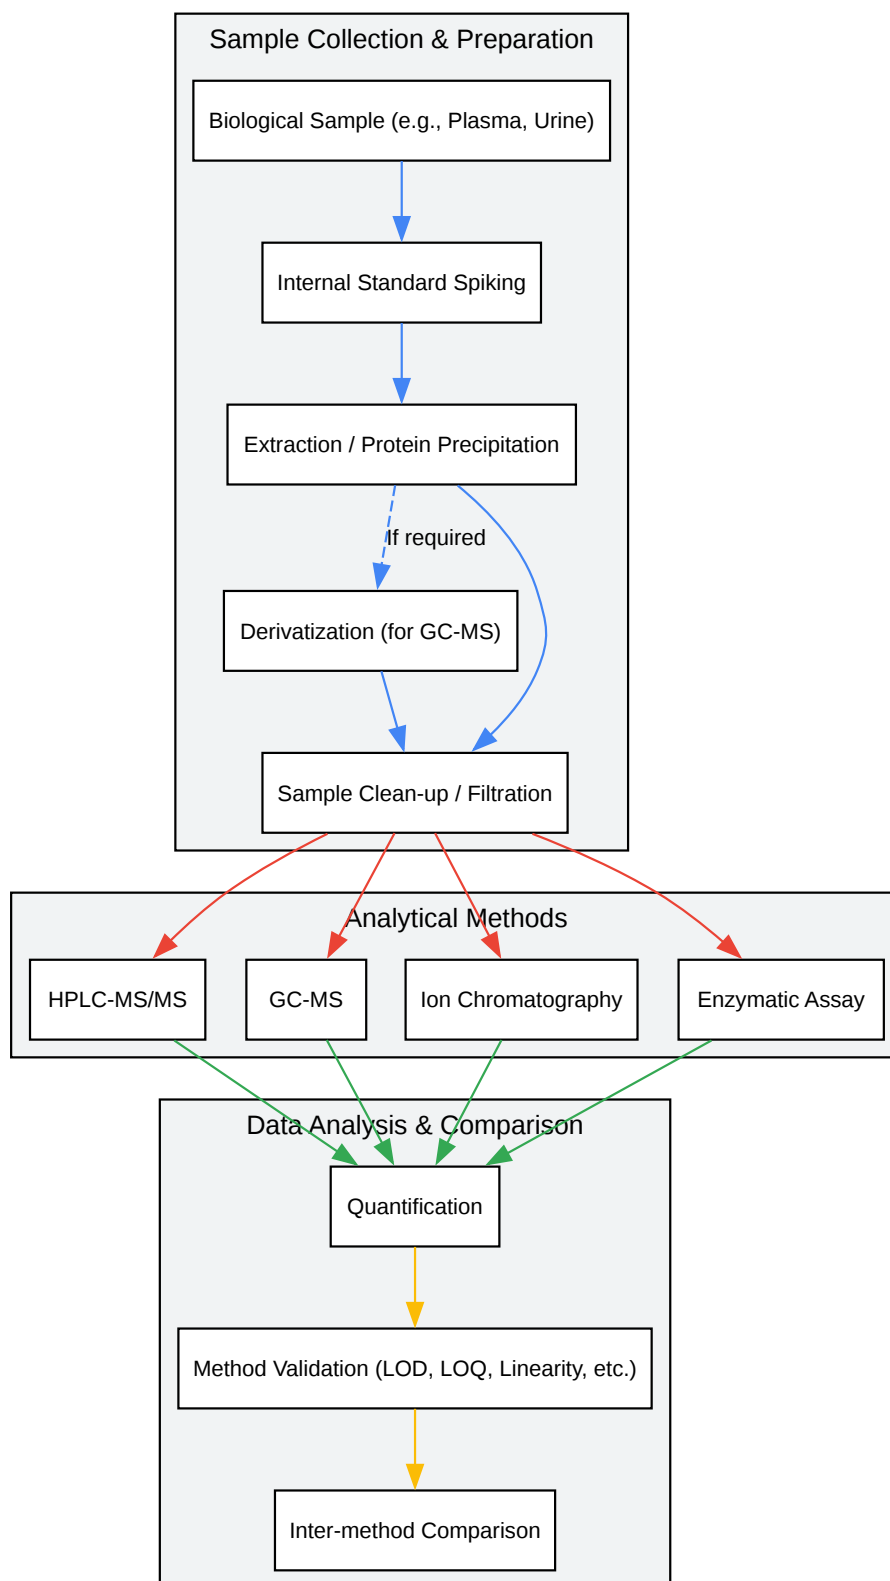 Sample Collection & Preparation
Biological Sample (e.g., Plasma, Urine)
Internal Standard Spiking
Extraction / Protein Precipitation
If required
Derivatization (for GC-MS)
Sample Clean-up / Filtration
Analytical Methods
HPLC-MS/MS
GC-MS
Ion Chromatography
Enzymatic Assay
Data Analysis & Comparison
Quantification
Method Validation (LOD, LOQ, Linearity, etc.)
Inter-method Comparison